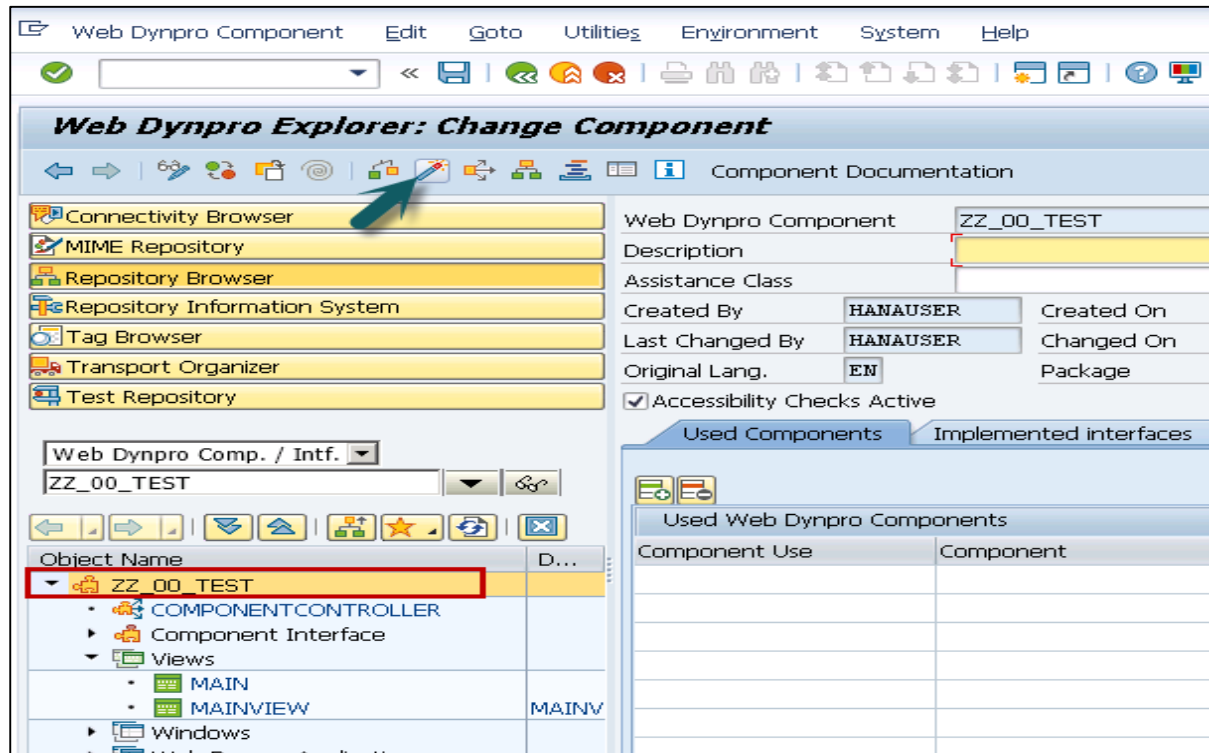 Web Dynpro Component Edit Goto Utilities Environment System Help
Web Dynpro Explorer: Change Component
Component Documentation
Connectivity Browser
MIME Repository
Repository Browser
Repository Information System
Tag Browser
Transport Organizer
Test Repository
Web Dynpro Comp. / Intf.
ZZ_00_TEST
Object Name D...
ZZ_00_TEST
COMPONENTCONTROLLER
Component Interface
Views
MAIN
MAINVIEW MAINV
Windows
Web Dynpro Component ZZ_00_TEST
Description
Assistance Class
Created By HANAUSER Created On
Last Changed By HANAUSER Changed On
Original Lang. EN Package
Accessibility Checks Active
Used Components Implemented interfaces
Used Web Dynpro Components
Component Use Component